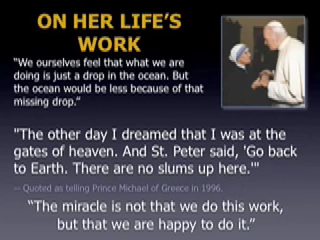 ON HER LIFE’S
WORK
“We ourselves feel that what we are
doing is just a drop in the ocean. But
the ocean would be less because of that
missing drop.”
"The other day I dreamed that I was at the
gates of heaven. And St. Peter said, 'Go back
to Earth. There are no slums up here.'"
-- Quoted as telling Prince Michael of Greece in 1996.
“The miracle is not that we do this work,
but that we are happy to do it.”